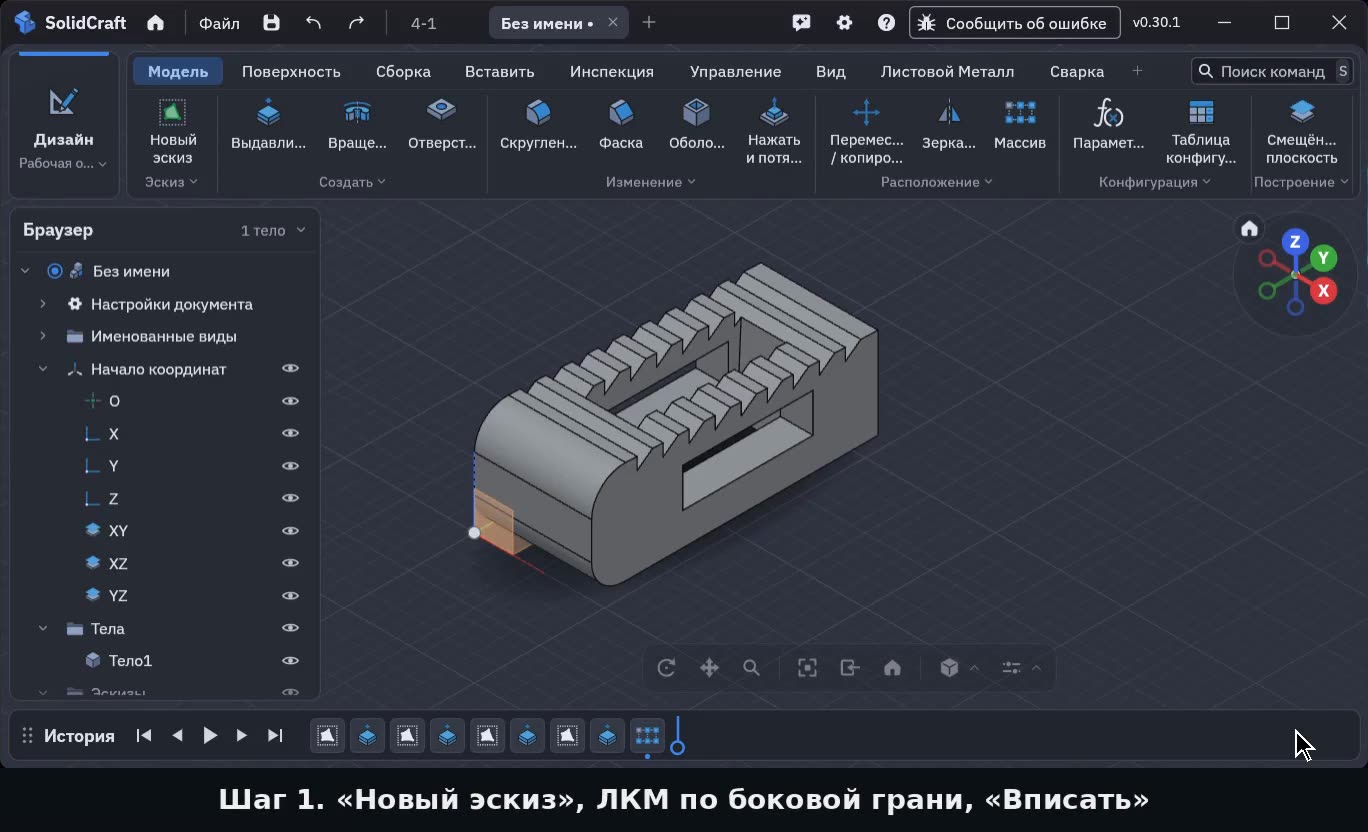 SolidCraft
Файл
4-1
Без имени •
Сообщить об ошибке
v0.30.1
Дизайн
Рабочая о...
Модель
Поверхность
Сборка
Вставить
Инспекция
Управление
Вид
Листовой Металл
Сварка
Поиск команд
S
Новый эскиз
Выдавли...
Враще...
Отверст...
Скруглен...
Фаска
Оболо...
Нажать и потя...
Перемес... / копиро...
Зерка...
Массив
Парамет...
Таблица конфигу...
Смещён... плоскость
Эскиз
Создать
Изменение
Расположение
Конфигурация
Построение
Браузер
1 тело
Без имени
Настройки документа
Именованные виды
Начало координат
O
X
Y
Z
XY
XZ
YZ
Тела
Тело1
Эскизы
Z
Y
X
История
Шаг 1. «Новый эскиз», ЛКМ по боковой грани, «Вписать»